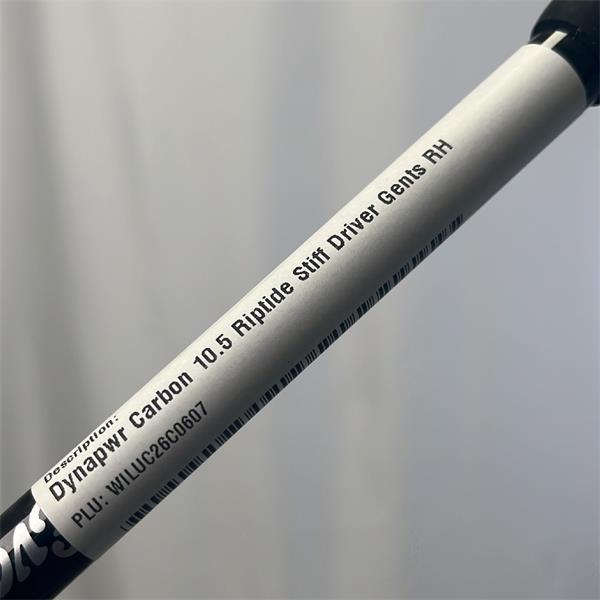 Description:
Dynapwr Carbon 10.5 Riptide Stiff Driver Gents RH
PLU: WILUC26C0607